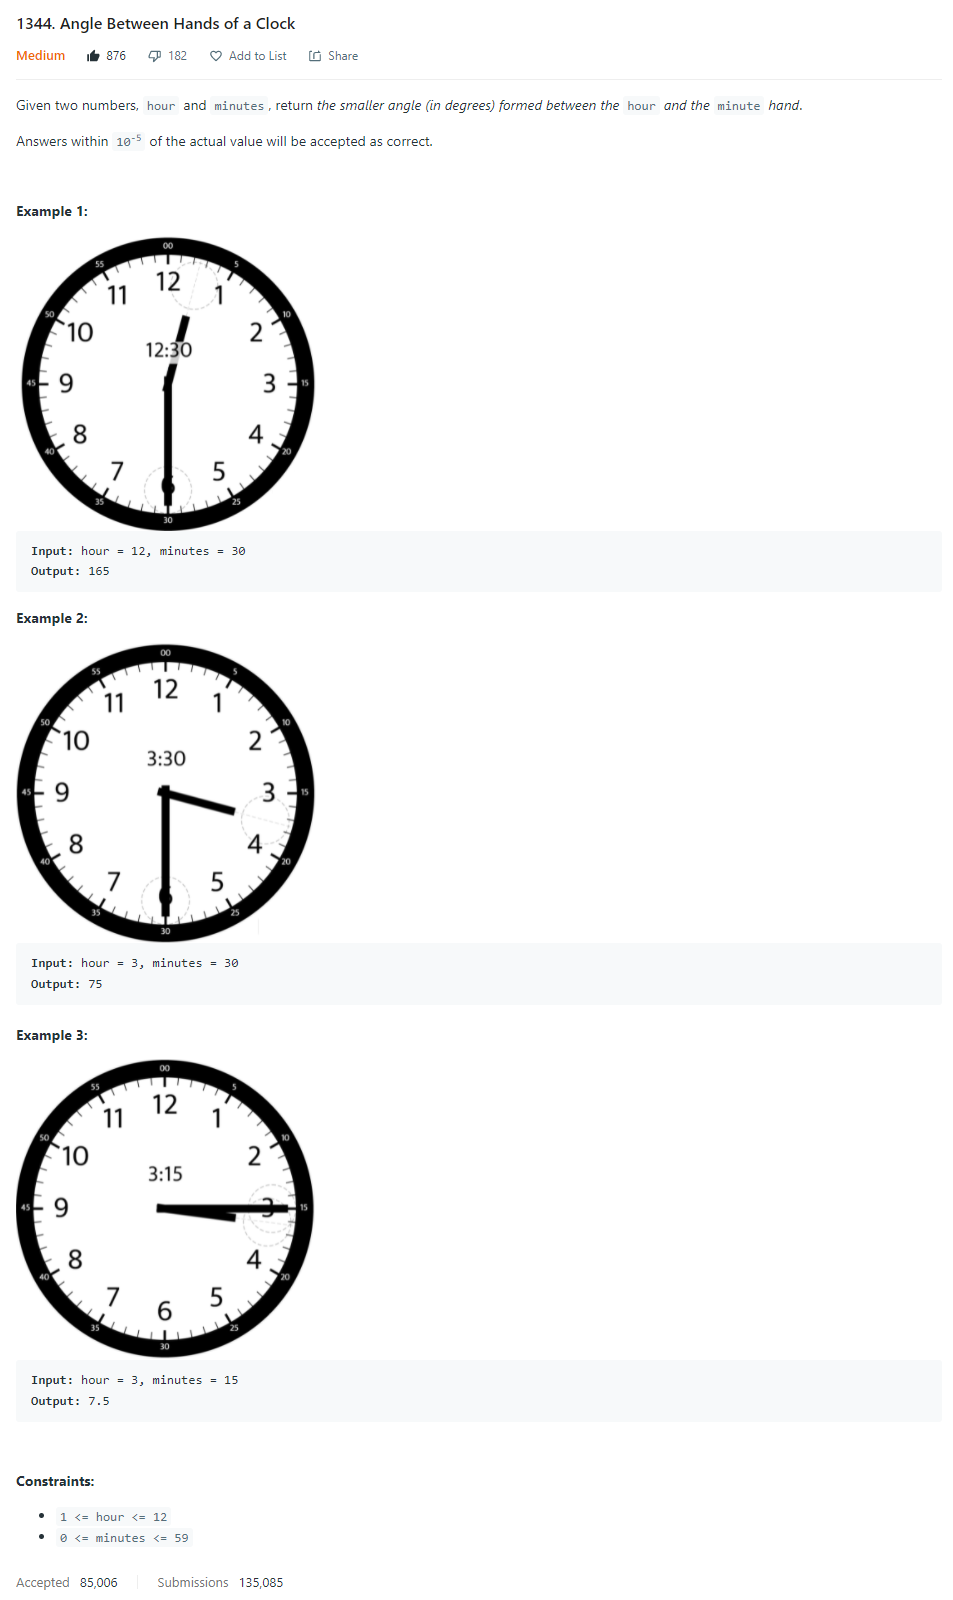 1344. Angle Between Hands of a Clock
Medium 876 182 Add to List Share
Given two numbers, hour and minutes , return the smaller angle (in degrees) formed between the hour and the minute hand.
Answers within 10⁻⁵ of the actual value will be accepted as correct.
Example 1:
00
55 5
12
11 1
50 10
10 2
12:30
45 9 3 15
8 4
40 20
7 5
35 25
30
Input: hour = 12, minutes = 30
Output: 165
Example 2:
00
55 5
12
11 1
50 10
10 2
3:30
45 9 3 15
8 4
40 20
7 5
35 25
30
Input: hour = 3, minutes = 30
Output: 75
Example 3:
00
55 5
12
11 1
50 10
10 2
3:15
45 9 3 15
8 4
40 20
7 5
6
35 25
30
Input: hour = 3, minutes = 15
Output: 7.5
Constraints:
• 1 <= hour <= 12
• 0 <= minutes <= 59
Accepted 85,006 Submissions 135,085